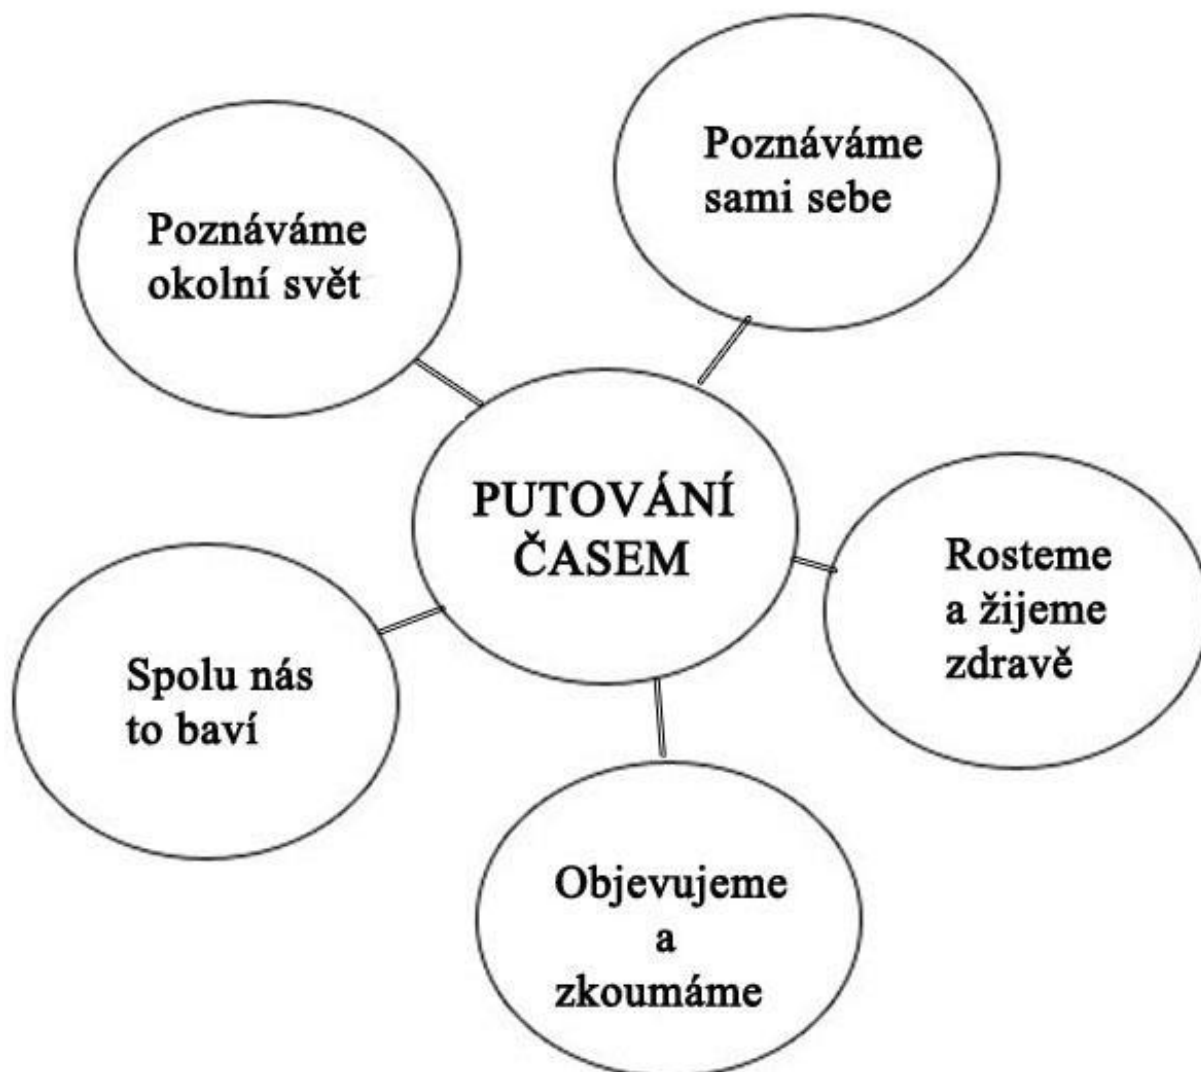 Poznáváme
sami sebe
Poznáváme
okolní svět
PUTOVÁNÍ
ČASEM
Rosteme
a žijeme
zdravě
Spolu nás
to baví
Objevujeme
a
zkoumáme